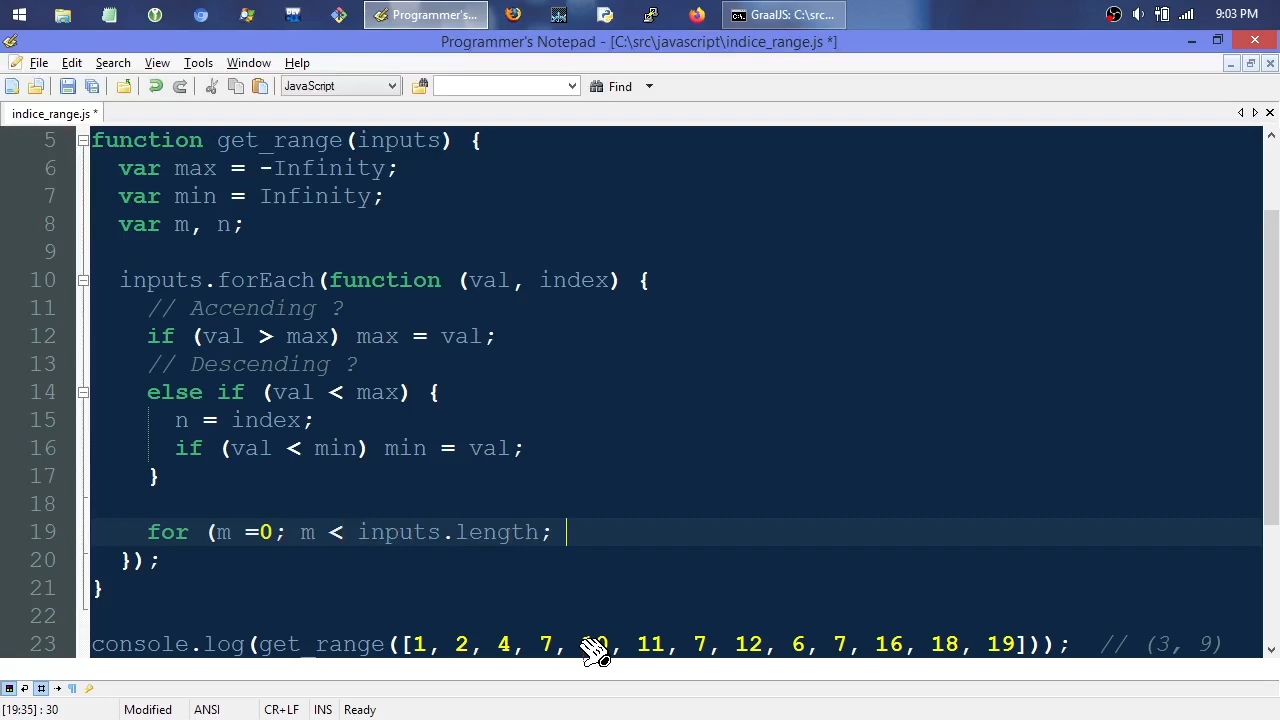 Programmer's...
GraalJS: C:\src...
9:03 PM
Programmer's Notepad - [C:\src\javascript\indice_range.js *]
File Edit Search View Tools Window Help
JavaScript Find
indice_range.js *
5 function get_range(inputs) {
6 var max = -Infinity;
7 var min = Infinity;
8 var m, n;
9
10 inputs.forEach(function (val, index) {
11 // Accending ?
12 if (val > max) max = val;
13 // Descending ?
14 else if (val < max) {
15 n = index;
16 if (val < min) min = val;
17 }
18
19 for (m =0; m < inputs.length;
20 });
21 }
22
23 console.log(get_range([1, 2, 4, 7, 10, 11, 7, 12, 6, 7, 16, 18, 19])); // (3, 9)
[19:35] : 30 Modified ANSI CR+LF INS Ready